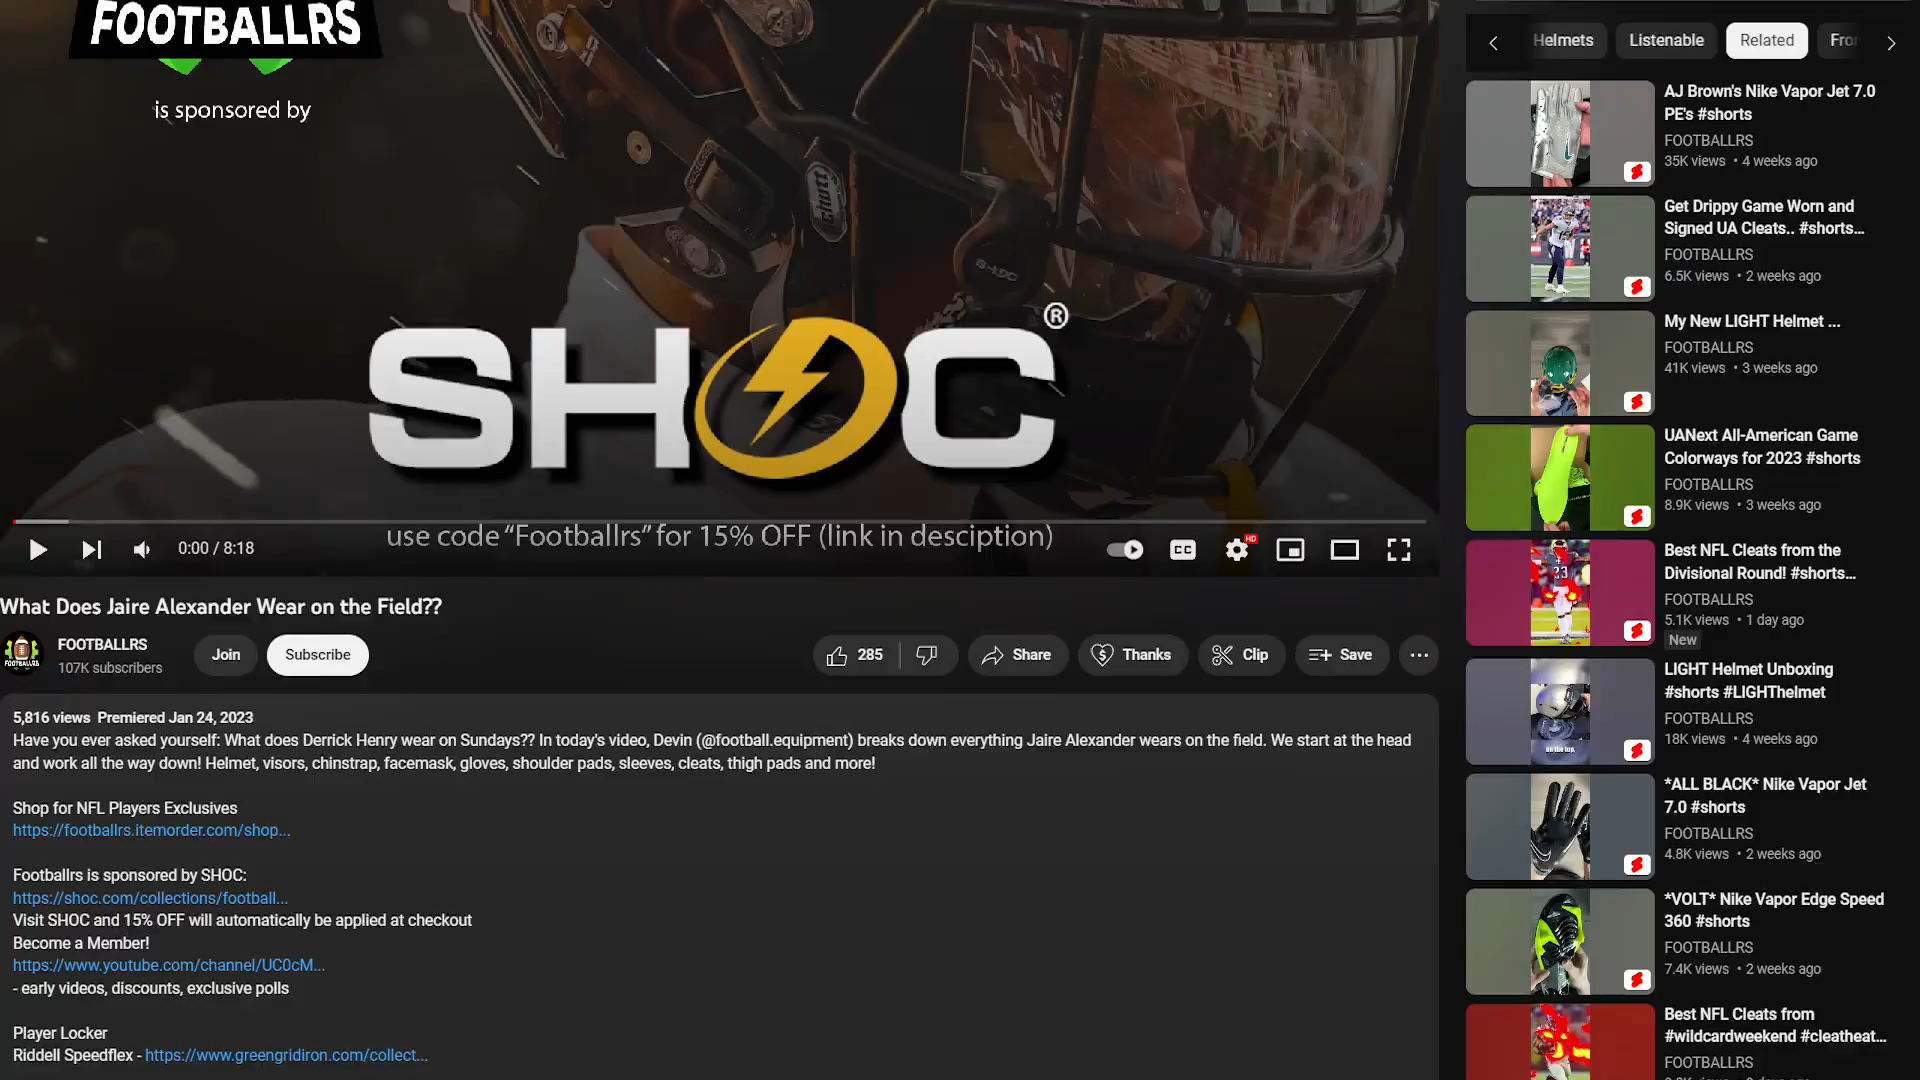 FOOTBALLRS
is sponsored by
chutt
SHOC
SHOC®
use code “Footballrs” for 15% OFF (link in desciption)
0:00 / 8:18
CC
HD
What Does Jaire Alexander Wear on the Field??
FOOTBALLRS
107K subscribers
Join
Subscribe
285
Share
Thanks
Clip
Save
5,816 views Premiered Jan 24, 2023
Have you ever asked yourself: What does Derrick Henry wear on Sundays?? In today's video, Devin (@football.equipment) breaks down everything Jaire Alexander wears on the field. We start at the head
and work all the way down! Helmet, visors, chinstrap, facemask, gloves, shoulder pads, sleeves, cleats, thigh pads and more!
Shop for NFL Players Exclusives
https://footballrs.itemorder.com/shop...
Footballrs is sponsored by SHOC:
https://shoc.com/collections/football...
Visit SHOC and 15% OFF will automatically be applied at checkout
Become a Member!
https://www.youtube.com/channel/UC0cM...
- early videos, discounts, exclusive polls
Player Locker
Riddell Speedflex - https://www.greengridiron.com/collect...
Helmets
Listenable
Related
AJ Brown's Nike Vapor Jet 7.0
PE's #shorts
FOOTBALLRS
35K views • 4 weeks ago
Get Drippy Game Worn and
Signed UA Cleats.. #shorts...
FOOTBALLRS
6.5K views • 2 weeks ago
My New LIGHT Helmet ...
FOOTBALLRS
41K views • 3 weeks ago
UANext All-American Game
Colorways for 2023 #shorts
FOOTBALLRS
8.9K views • 3 weeks ago
Best NFL Cleats from the
Divisional Round! #shorts...
FOOTBALLRS
5.1K views • 1 day ago
New
LIGHT Helmet Unboxing
#shorts #LIGHThelmet
FOOTBALLRS
18K views • 4 weeks ago
on the top,
*ALL BLACK* Nike Vapor Jet
7.0 #shorts
FOOTBALLRS
4.8K views • 2 weeks ago
*VOLT* Nike Vapor Edge Speed
360 #shorts
FOOTBALLRS
7.4K views • 2 weeks ago
Best NFL Cleats from
#wildcardweekend #cleatheat...
FOOTBALLRS